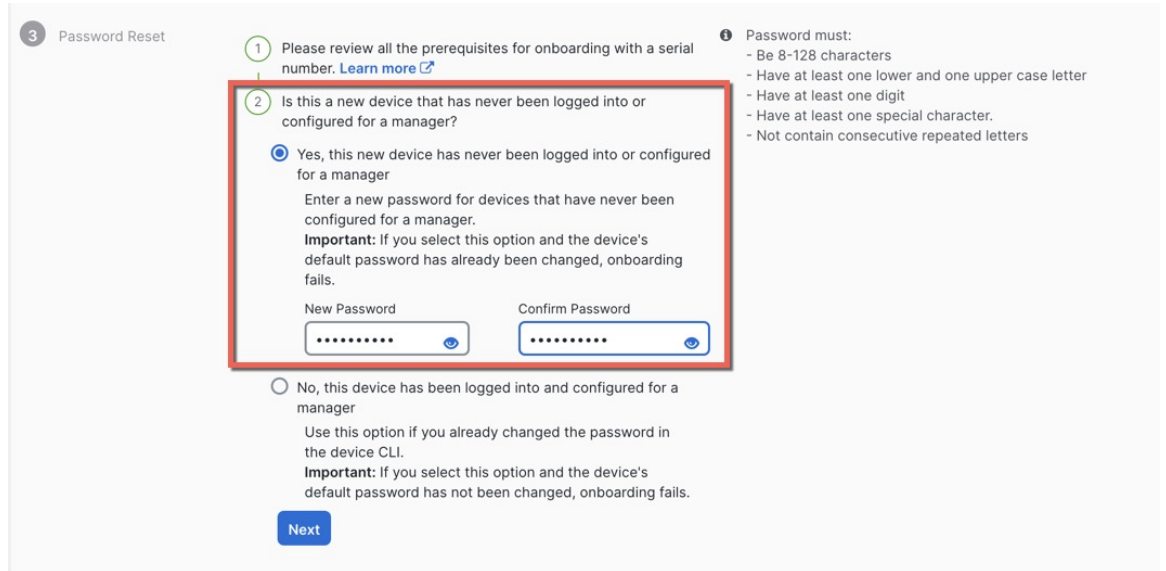 3 Password Reset
1 Please review all the prerequisites for onboarding with a serial
number. Learn more
2 Is this a new device that has never been logged into or
configured for a manager?
Yes, this new device has never been logged into or configured
for a manager
Enter a new password for devices that have never been
configured for a manager.
Important: If you select this option and the device's
default password has already been changed, onboarding
fails.
New Password
Confirm Password
••••••••••
••••••••••
No, this device has been logged into and configured for a
manager
Use this option if you already changed the password in
the device CLI.
Important: If you select this option and the device's
default password has not been changed, onboarding fails.
Next
Password must:
- Be 8-128 characters
- Have at least one lower and one upper case letter
- Have at least one digit
- Have at least one special character.
- Not contain consecutive repeated letters